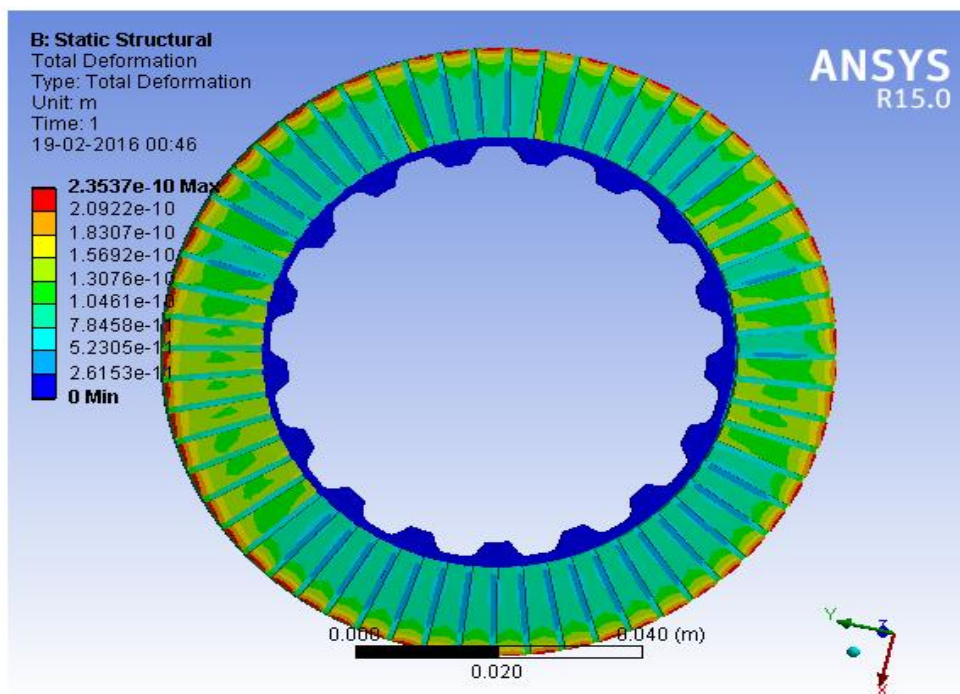 B: Static Structural
Total Deformation
Type: Total Deformation
Unit: m
Time: 1
19-02-2016 00:46
ANSYS
R15.0
2.3537e-10 Max
2.0922e-10
1.8307e-10
1.5692e-10
1.3076e-10
1.0461e-10
7.8458e-11
5.2305e-11
2.6153e-11
0 Min
0.000 0.040 (m)
0.020
Y
Z
X